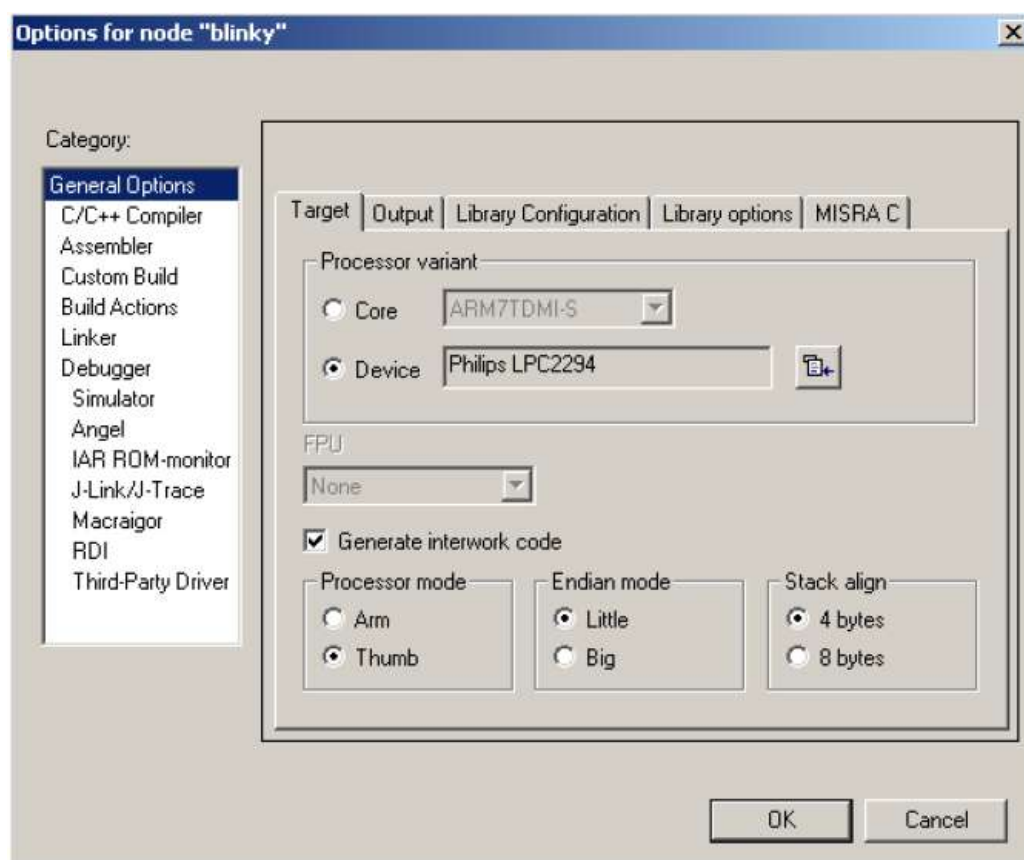 Options for node "blinky"
Category:
General Options
C/C++ Compiler
Assembler
Custom Build
Build Actions
Linker
Debugger
Simulator
Angel
IAR ROM-monitor
J-Link/J-Trace
Macraigor
RDI
Third-Party Driver
Target Output Library Configuration Library options MISRA C
Processor variant
Core ARM7TDMI-S
Device Philips LPC2294
FPU
None
Generate interwork code
Processor mode
Arm
Thumb
Endian mode
Little
Big
Stack align
4 bytes
8 bytes
OK Cancel